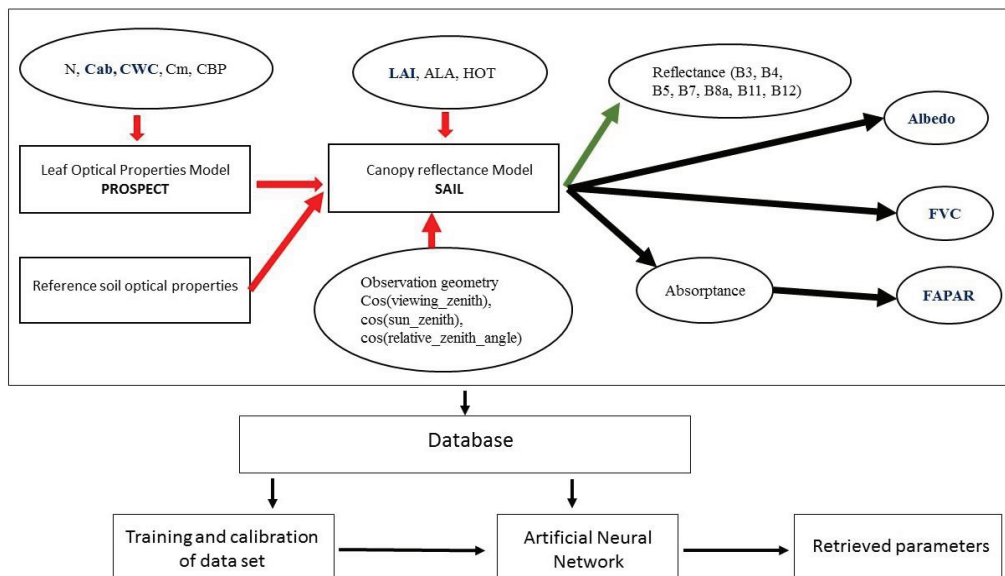 N, Cab, CWC, Cm, CBP
LAI, ALA, HOT
Reflectance (B3, B4,
B5, B7, B8a, B11, B12)
Albedo
Leaf Optical Properties Model
PROSPECT
Canopy reflectance Model
SAIL
FVC
Reference soil optical properties
Observation geometry
Cos(viewing_zenith),
cos(sun_zenith),
cos(relative_zenith_angle)
Absorptance
FAPAR
Database
Training and calibration
of data set
Artificial Neural
Network
Retrieved parameters